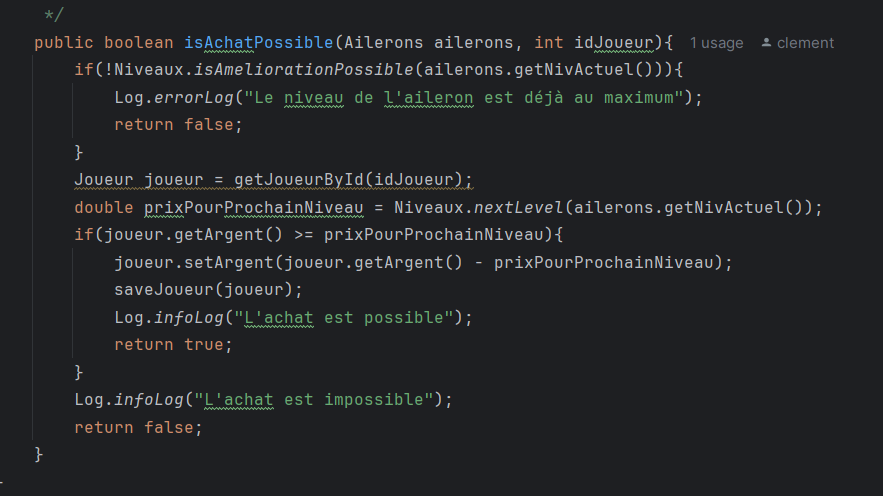 */
public boolean isAchatPossible(Ailerons ailerons, int idJoueur){ 1 usage clement
if(!Niveaux.isAmeliorationPossible(ailerons.getNivActuel())){
Log.errorLog("Le niveau de l'aileron est déjà au maximum");
return false;
}
Joueur joueur = getJoueurById(idJoueur);
double prixPourProchainNiveau = Niveaux.nextLevel(ailerons.getNivActuel());
if(joueur.getArgent() >= prixPourProchainNiveau){
joueur.setArgent(joueur.getArgent() - prixPourProchainNiveau);
saveJoueur(joueur);
Log.infoLog("L'achat est possible");
return true;
}
Log.infoLog("L'achat est impossible");
return false;
}